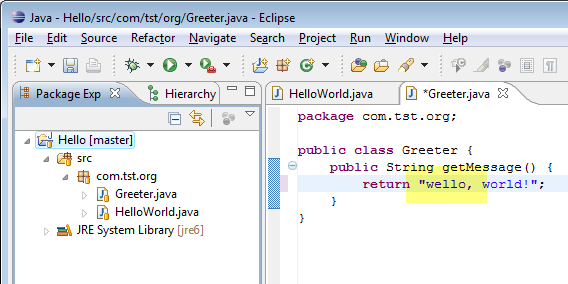 Java - Hello/src/com/tst/org/Greeter.java - Eclipse
File Edit Source Refactor Navigate Search Project Run Window Help
Package Exp Hierarchy
HelloWorld.java *Greeter.java
Hello [master]
src
com.tst.org
Greeter.java
HelloWorld.java
JRE System Library [jre6]
package com.tst.org;
public class Greeter {
public String getMessage() {
return "wello, world!";
}
}